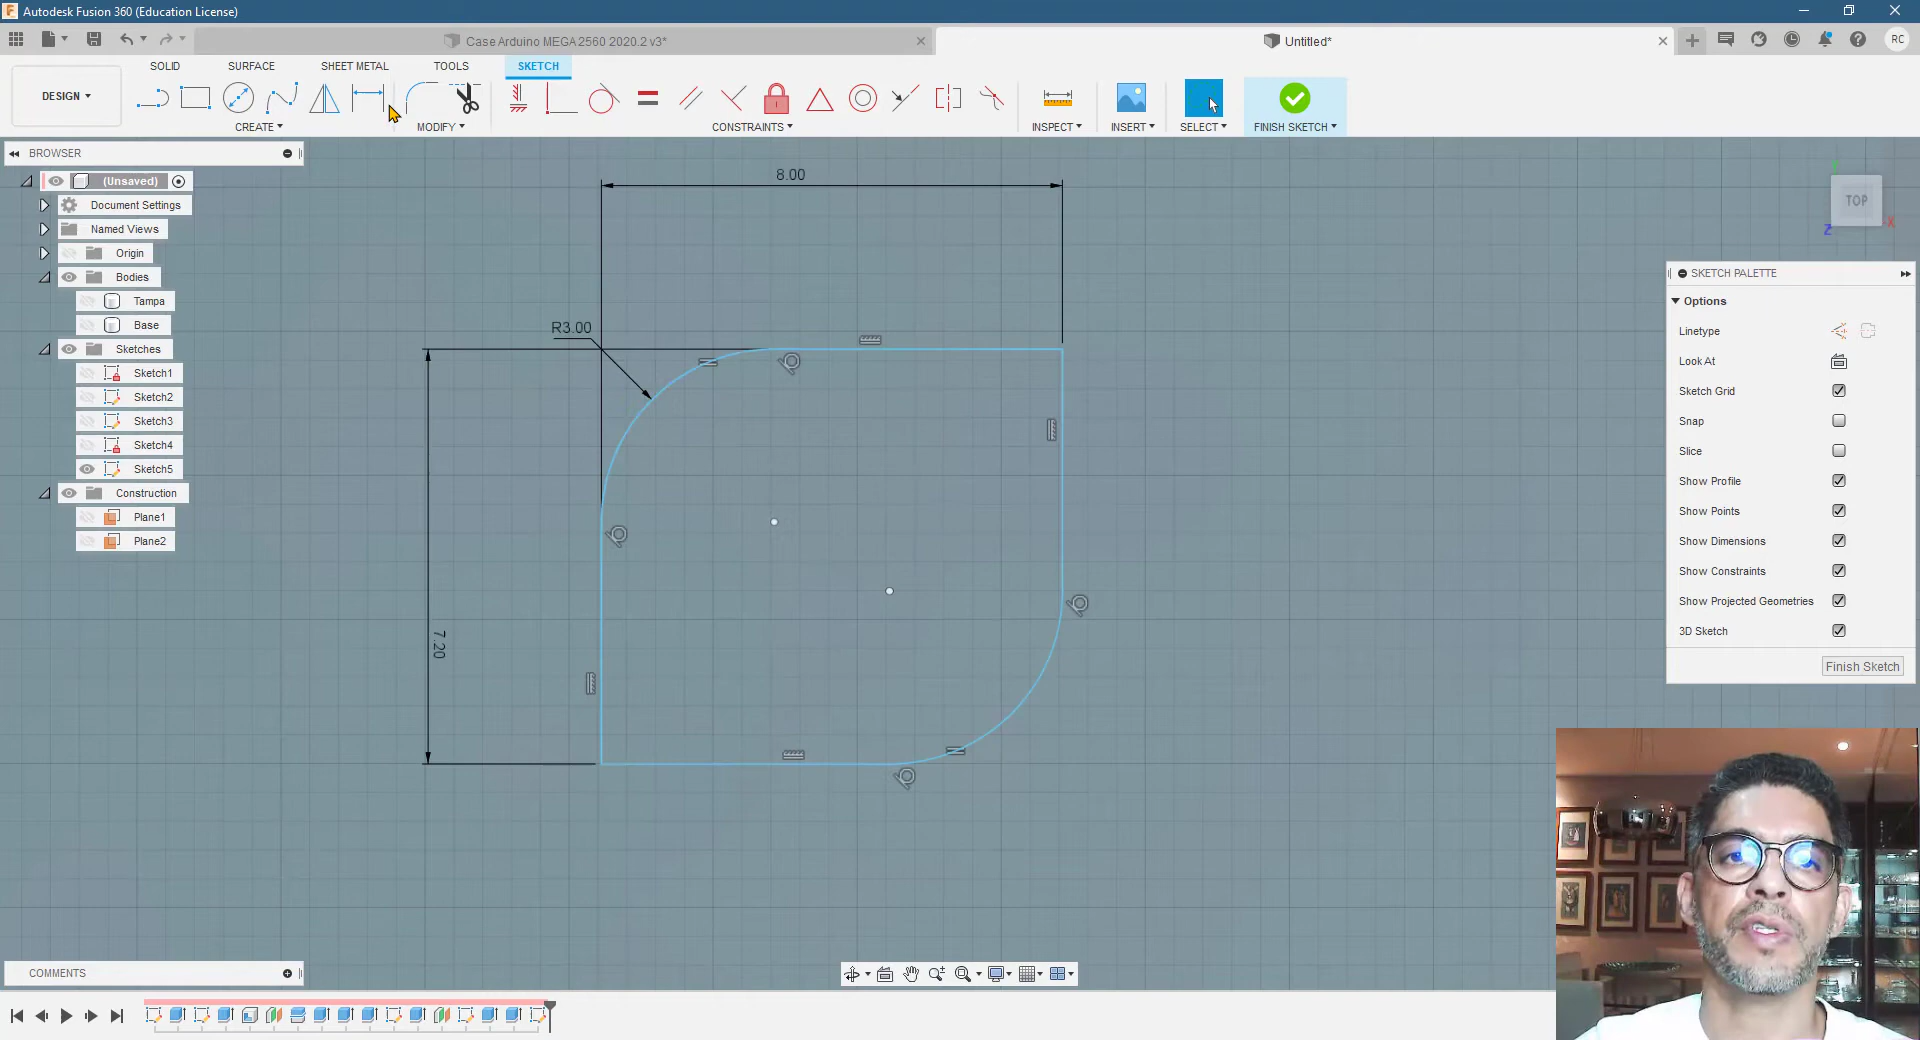 Autodesk Fusion 360 (Education License)
Case Arduino MEGA 2560 2020.2 v3*
Untitled*
RC
DESIGN
SOLID
SURFACE
SHEET METAL
TOOLS
SKETCH
CREATE
MODIFY
CONSTRAINTS
INSPECT
INSERT
SELECT
FINISH SKETCH
BROWSER
(Unsaved)
Document Settings
Named Views
Origin
Bodies
Tampa
Base
Sketches
Sketch1
Sketch2
Sketch3
Sketch4
Sketch5
Construction
Plane1
Plane2
8.00
R3.00
7.20
TOP
X
Z
SKETCH PALETTE
Options
Linetype
Look At
Sketch Grid
Snap
Slice
Show Profile
Show Points
Show Dimensions
Show Constraints
Show Projected Geometries
3D Sketch
Finish Sketch
COMMENTS